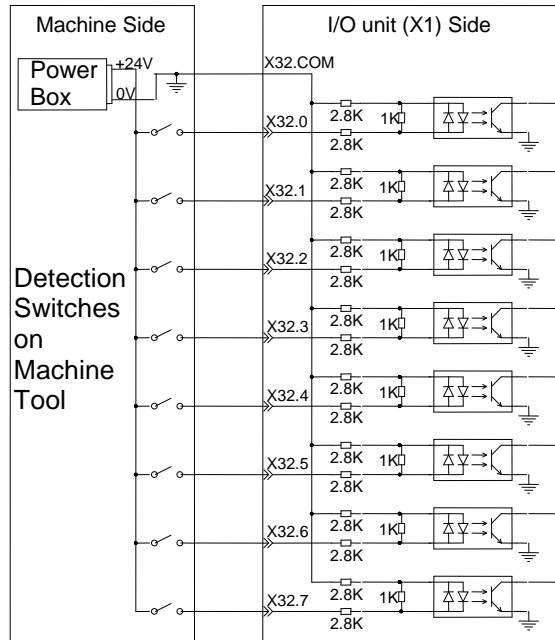 Machine Side
I/O unit (X1) Side
Power
Box
+24V
0V
X32.COM
X32.0
2.8K
1K
2.8K
X32.1
2.8K
1K
2.8K
X32.2
2.8K
1K
2.8K
X32.3
2.8K
1K
2.8K
X32.4
2.8K
1K
2.8K
X32.5
2.8K
1K
2.8K
X32.6
2.8K
1K
2.8K
X32.7
2.8K
1K
2.8K
Detection
Switches
on
Machine
Tool